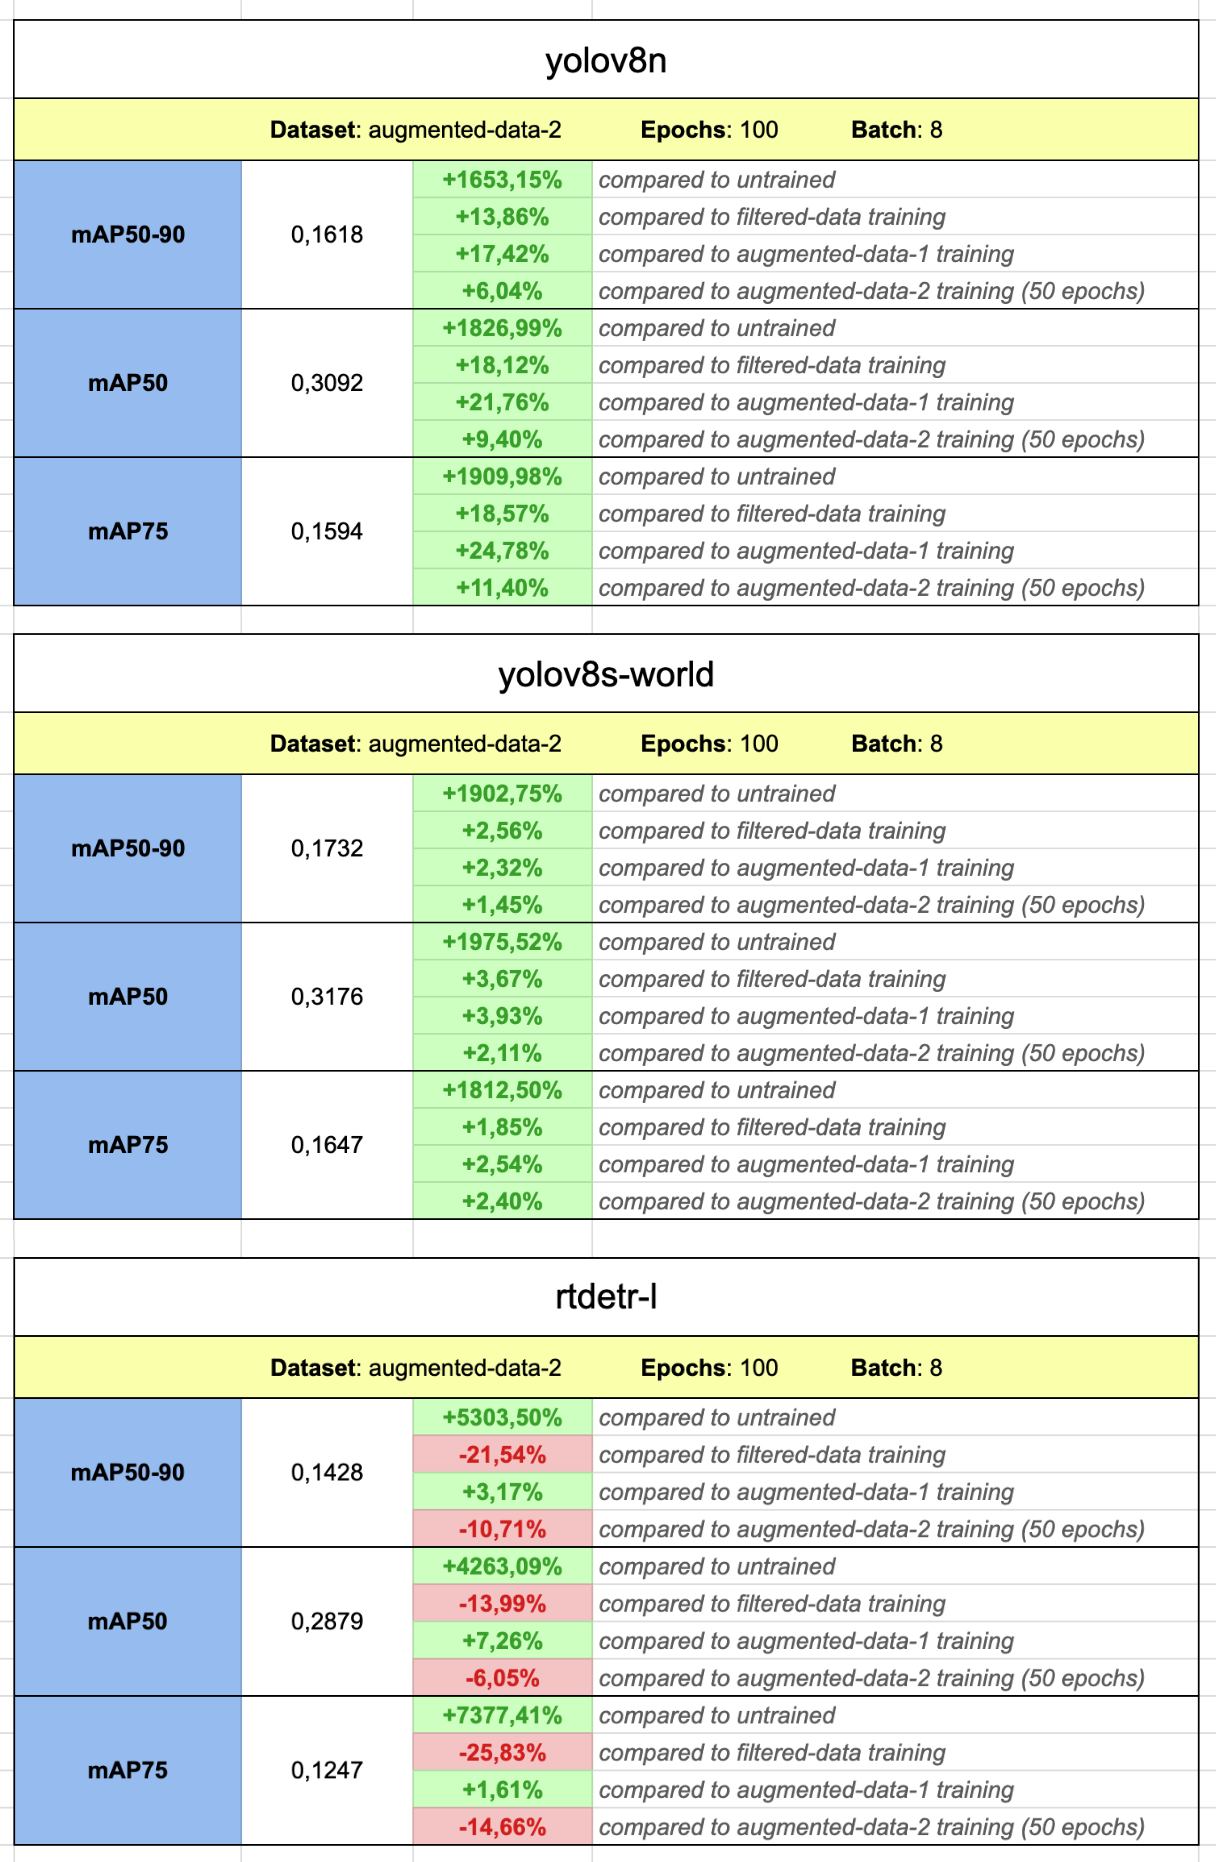 yolov8n
Dataset: augmented-data-2 Epochs: 100 Batch: 8
mAP50-90 0,1618
+1653,15% compared to untrained
+13,86% compared to filtered-data training
+17,42% compared to augmented-data-1 training
+6,04% compared to augmented-data-2 training (50 epochs)
mAP50 0,3092
+1826,99% compared to untrained
+18,12% compared to filtered-data training
+21,76% compared to augmented-data-1 training
+9,40% compared to augmented-data-2 training (50 epochs)
mAP75 0,1594
+1909,98% compared to untrained
+18,57% compared to filtered-data training
+24,78% compared to augmented-data-1 training
+11,40% compared to augmented-data-2 training (50 epochs)
yolov8s-world
Dataset: augmented-data-2 Epochs: 100 Batch: 8
mAP50-90 0,1732
+1902,75% compared to untrained
+2,56% compared to filtered-data training
+2,32% compared to augmented-data-1 training
+1,45% compared to augmented-data-2 training (50 epochs)
mAP50 0,3176
+1975,52% compared to untrained
+3,67% compared to filtered-data training
+3,93% compared to augmented-data-1 training
+2,11% compared to augmented-data-2 training (50 epochs)
mAP75 0,1647
+1812,50% compared to untrained
+1,85% compared to filtered-data training
+2,54% compared to augmented-data-1 training
+2,40% compared to augmented-data-2 training (50 epochs)
rtdetr-l
Dataset: augmented-data-2 Epochs: 100 Batch: 8
mAP50-90 0,1428
+5303,50% compared to untrained
-21,54% compared to filtered-data training
+3,17% compared to augmented-data-1 training
-10,71% compared to augmented-data-2 training (50 epochs)
mAP50 0,2879
+4263,09% compared to untrained
-13,99% compared to filtered-data training
+7,26% compared to augmented-data-1 training
-6,05% compared to augmented-data-2 training (50 epochs)
mAP75 0,1247
+7377,41% compared to untrained
-25,83% compared to filtered-data training
+1,61% compared to augmented-data-1 training
-14,66% compared to augmented-data-2 training (50 epochs)